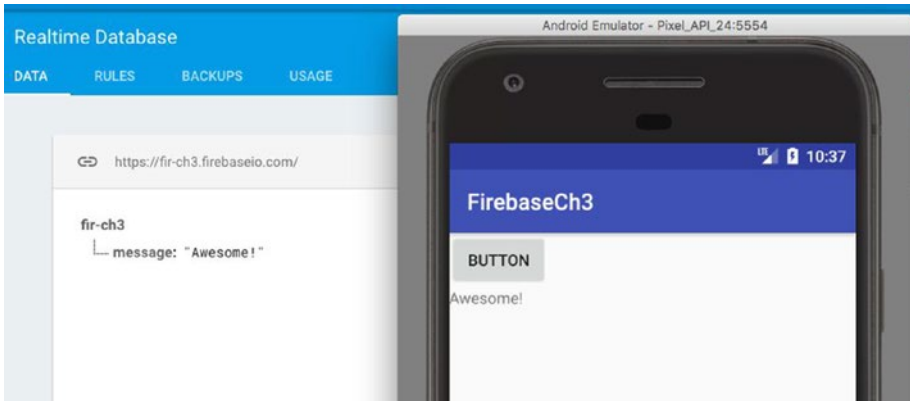 Realtime Database
DATA RULES BACKUPS USAGE
https://fir-ch3.firebaseio.com/
fir-ch3
message: "Awesome!"
Android Emulator - Pixel_API_24:5554
LTE 10:37
FirebaseCh3
BUTTON
Awesome!